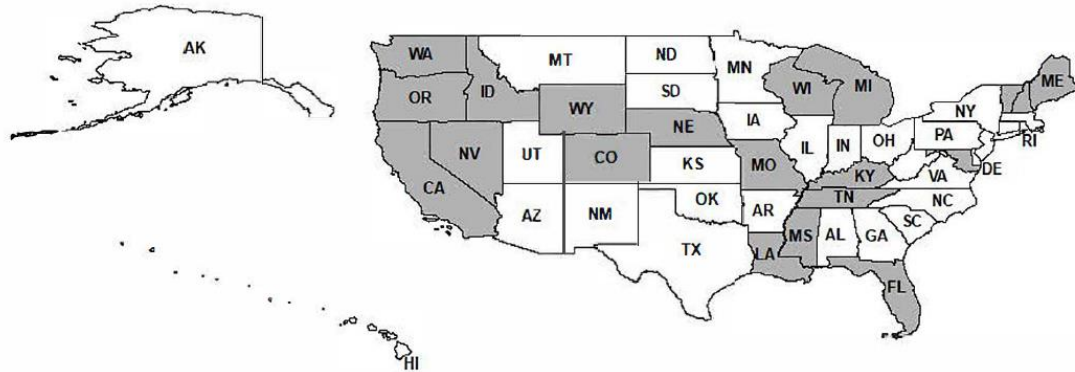 AK
WA
MT
ND
MN
ME
OR
ID
SD
WI
MI
NY
WY
NE
IA
PA
RI
NV
UT
CO
IL
IN
OH
CA
KS
MO
KY
VA
DE
AZ
NM
OK
AR
TN
NC
SC
TX
MS
AL
GA
LA
FL
HI